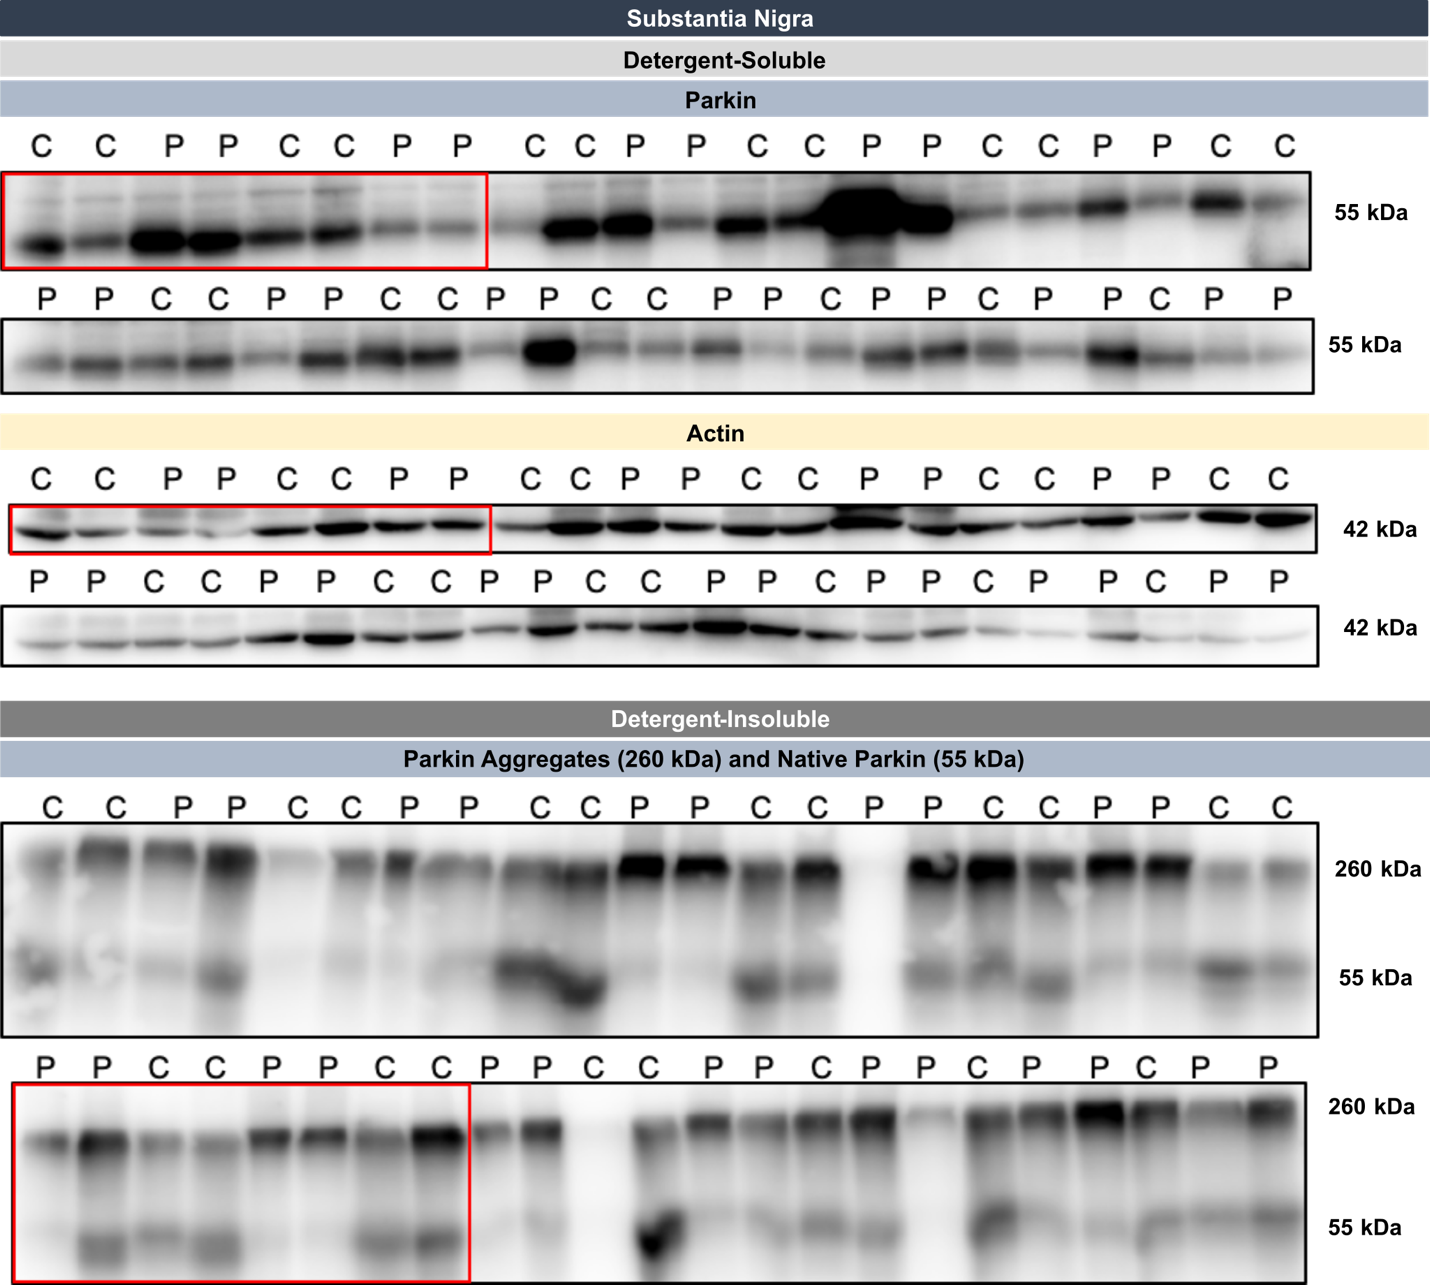 Substantia Nigra
Detergent-Soluble
Parkin
C C P P C C P P C C P P C C P P C C P P C C
55 kDa
P P C C P P C C P P C C P P C P P C P P C P P
55 kDa
Actin
C C P P C C P P C C P P C C P P C C P P C C
42 kDa
P P C C P P C C P P C C P P C P P C P P C P P
42 kDa
Detergent-Insoluble
Parkin Aggregates (260 kDa) and Native Parkin (55 kDa)
C C P P C C P P C C P P C C P P C C P P C C
260 kDa
55 kDa
P P C C P P C C P P C C P P C P P C P P C P P
260 kDa
55 kDa